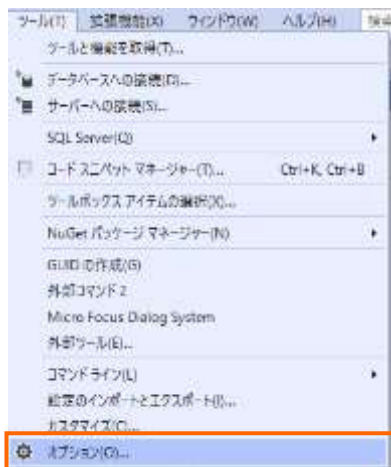 ツール(T) 拡張機能(X) ウィンドウ(W) ヘルプ(H) 検索
ツールと機能を取得(T)...
データベースへの接続(D)...
サーバーへの接続(S)...
SQL Server(Q)
コード スニペット マネージャー(T)... Ctrl+K, Ctrl+B
ツールボックス アイテムの選択(X)...
NuGet パッケージ マネージャー(N)
GUID の作成(G)
外部コマンド 2
Micro Focus Dialog System
外部ツール(E)...
コマンド ライン(L)
設定のインポートとエクスポート(I)...
カスタマイズ(C)...
オプション(O)...